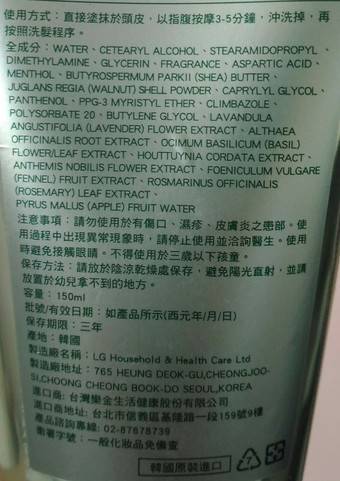 使用方式：直接塗抹於頭皮，以指腹按摩3-5分鐘，沖洗掉，再
按照洗髮程序。
全成分：WATER、CETEARYL ALCOHOL、STEARAMIDOPROPYL
DIMETHYLAMINE、GLYCERIN、FRAGRANCE、ASPARTIC ACID、
MENTHOL、BUTYROSPERMUM PARKII (SHEA) BUTTER、
JUGLANS REGIA (WALNUT) SHELL POWDER、CAPRYLYL GLYCOL、
PANTHENOL、PPG-3 MYRISTYL ETHER、CLIMBAZOLE、
POLYSORBATE 20、BUTYLENE GLYCOL、LAVANDULA
ANGUSTIFOLIA (LAVENDER) FLOWER EXTRACT、ALTHAEA
OFFICINALIS ROOT EXTRACT、OCIMUM BASILICUM (BASIL)
FLOWER/LEAF EXTRACT、HOUTTUYNIA CORDATA EXTRACT、
ANTHEMIS NOBILIS FLOWER EXTRACT、FOENICULUM VULGARE
(FENNEL) FRUIT EXTRACT、ROSMARINUS OFFICINALIS
(ROSEMARY) LEAF EXTRACT、
PYRUS MALUS (APPLE) FRUIT WATER
注意事項：請勿使用於有傷口、濕疹、皮膚炎之患部。使
用過程中出現異常現象時，請停止使用並洽詢醫生。使用
時避免接觸眼睛。不得使用於三歲以下孩童。
保存方法：請放於陰涼乾燥處保存，避免陽光直射，並請
放置於幼兒拿不到的地方。
容量：150ml
批號/有效日期：如產品所示(西元年/月/日)
保存期限：三年
產地：韓國
製造廠名稱：LG Household & Health Care Ltd
製造廠地址：765 HEUNG DEOK-GU,CHEONGJOO-
SI,CHOONG CHEONG BOOK-DO SEOUL,KOREA
進口商：台灣樂金生活健康股份有限公司
進口商地址：台北市信義區基隆路一段159號9樓
產品諮詢專線：02-87878739
衛署字號：一般化妝品免備查
韓國原裝進口